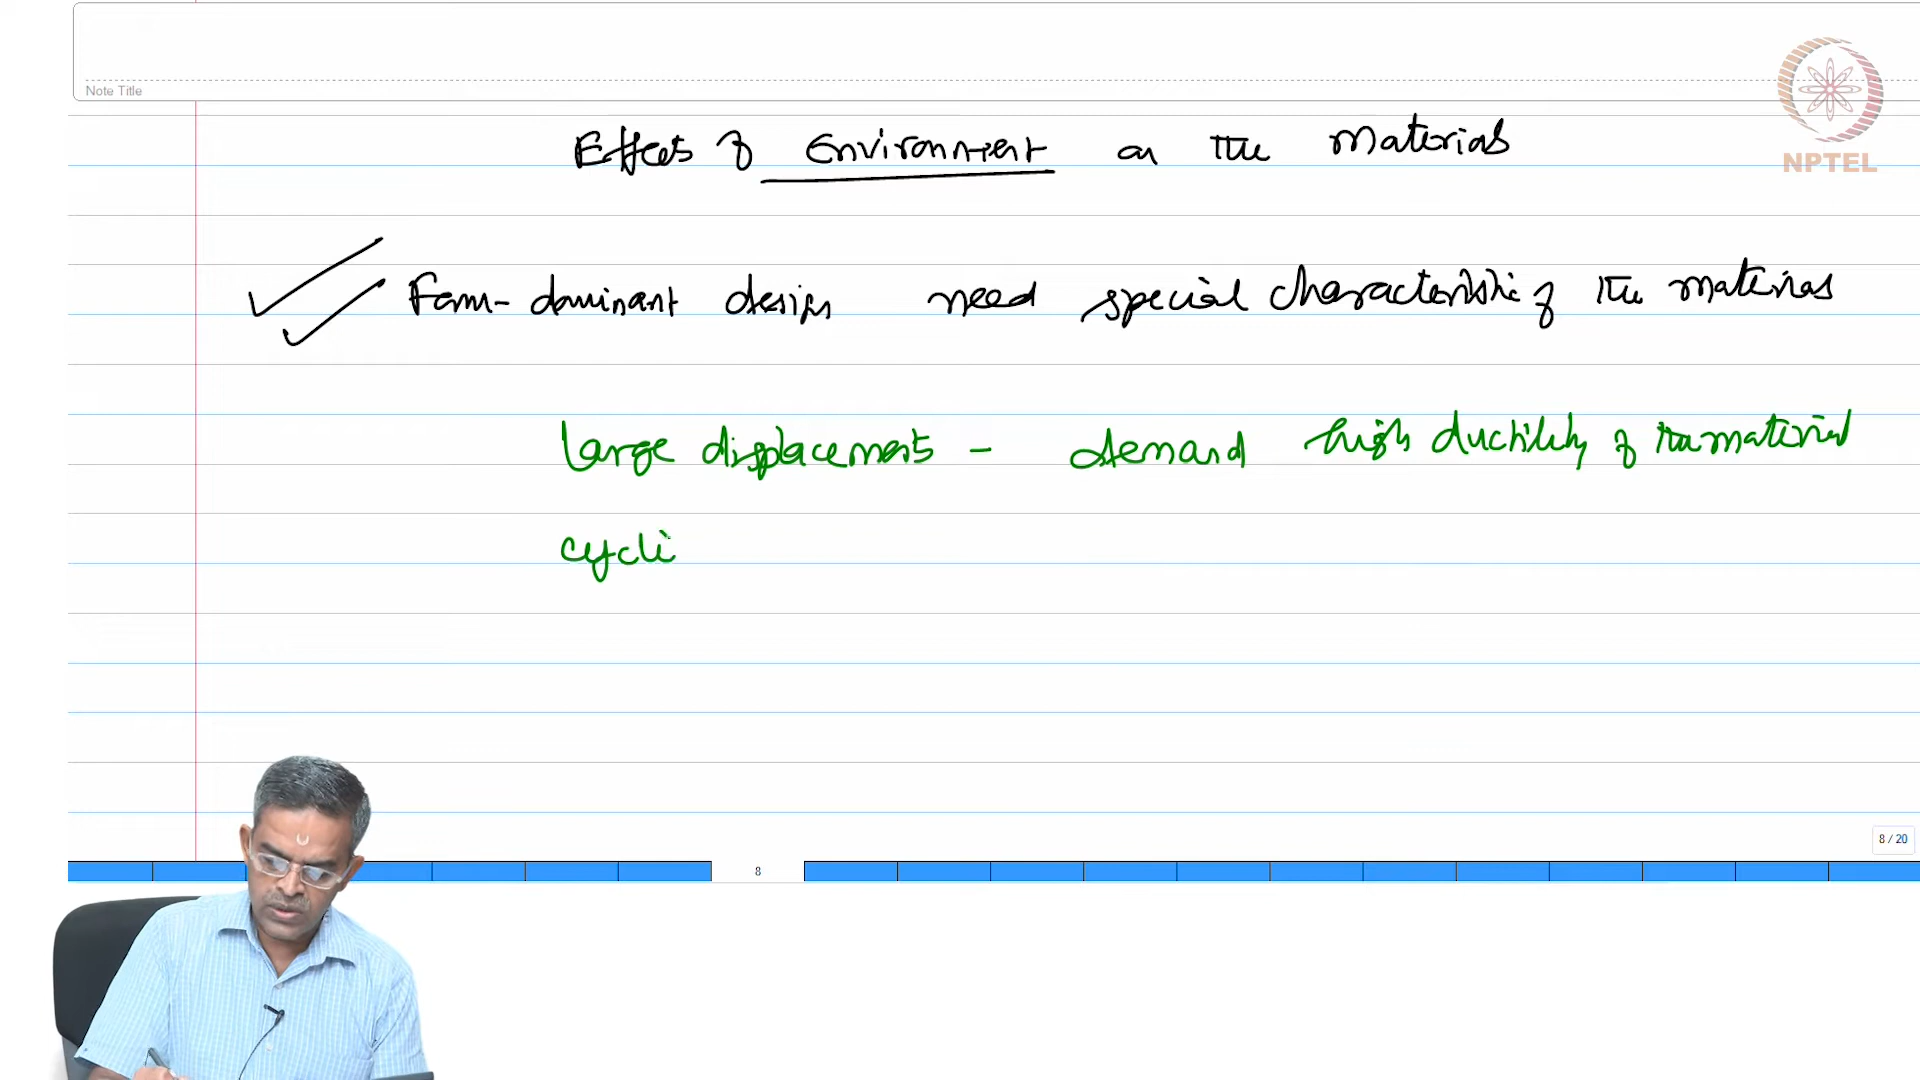 Note Title
NPTEL
Effects of Environment on the Materials
Form-dominant design need special characteristic of the materials
large displacements - demand high ductility of the material
cycli
8 / 20
8